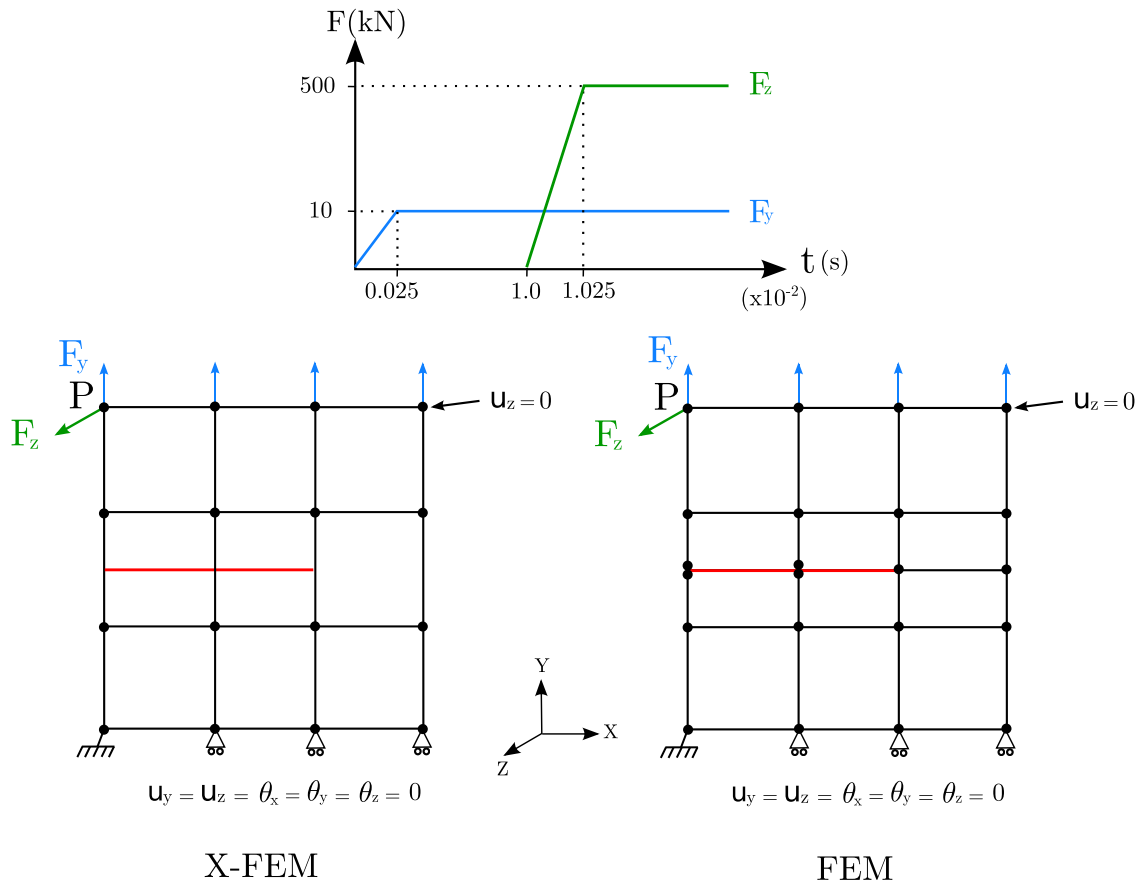 F(kN)
500
F_z
10
F_y
t (s)
0.025 1.0 1.025
(x10^-2)
F_y F_y
P u_z=0 P u_z=0
F_z F_z
Y
X
Z
u_y = u_z = θ_x = θ_y = θ_z = 0 u_y = u_z = θ_x = θ_y = θ_z = 0
X-FEM FEM